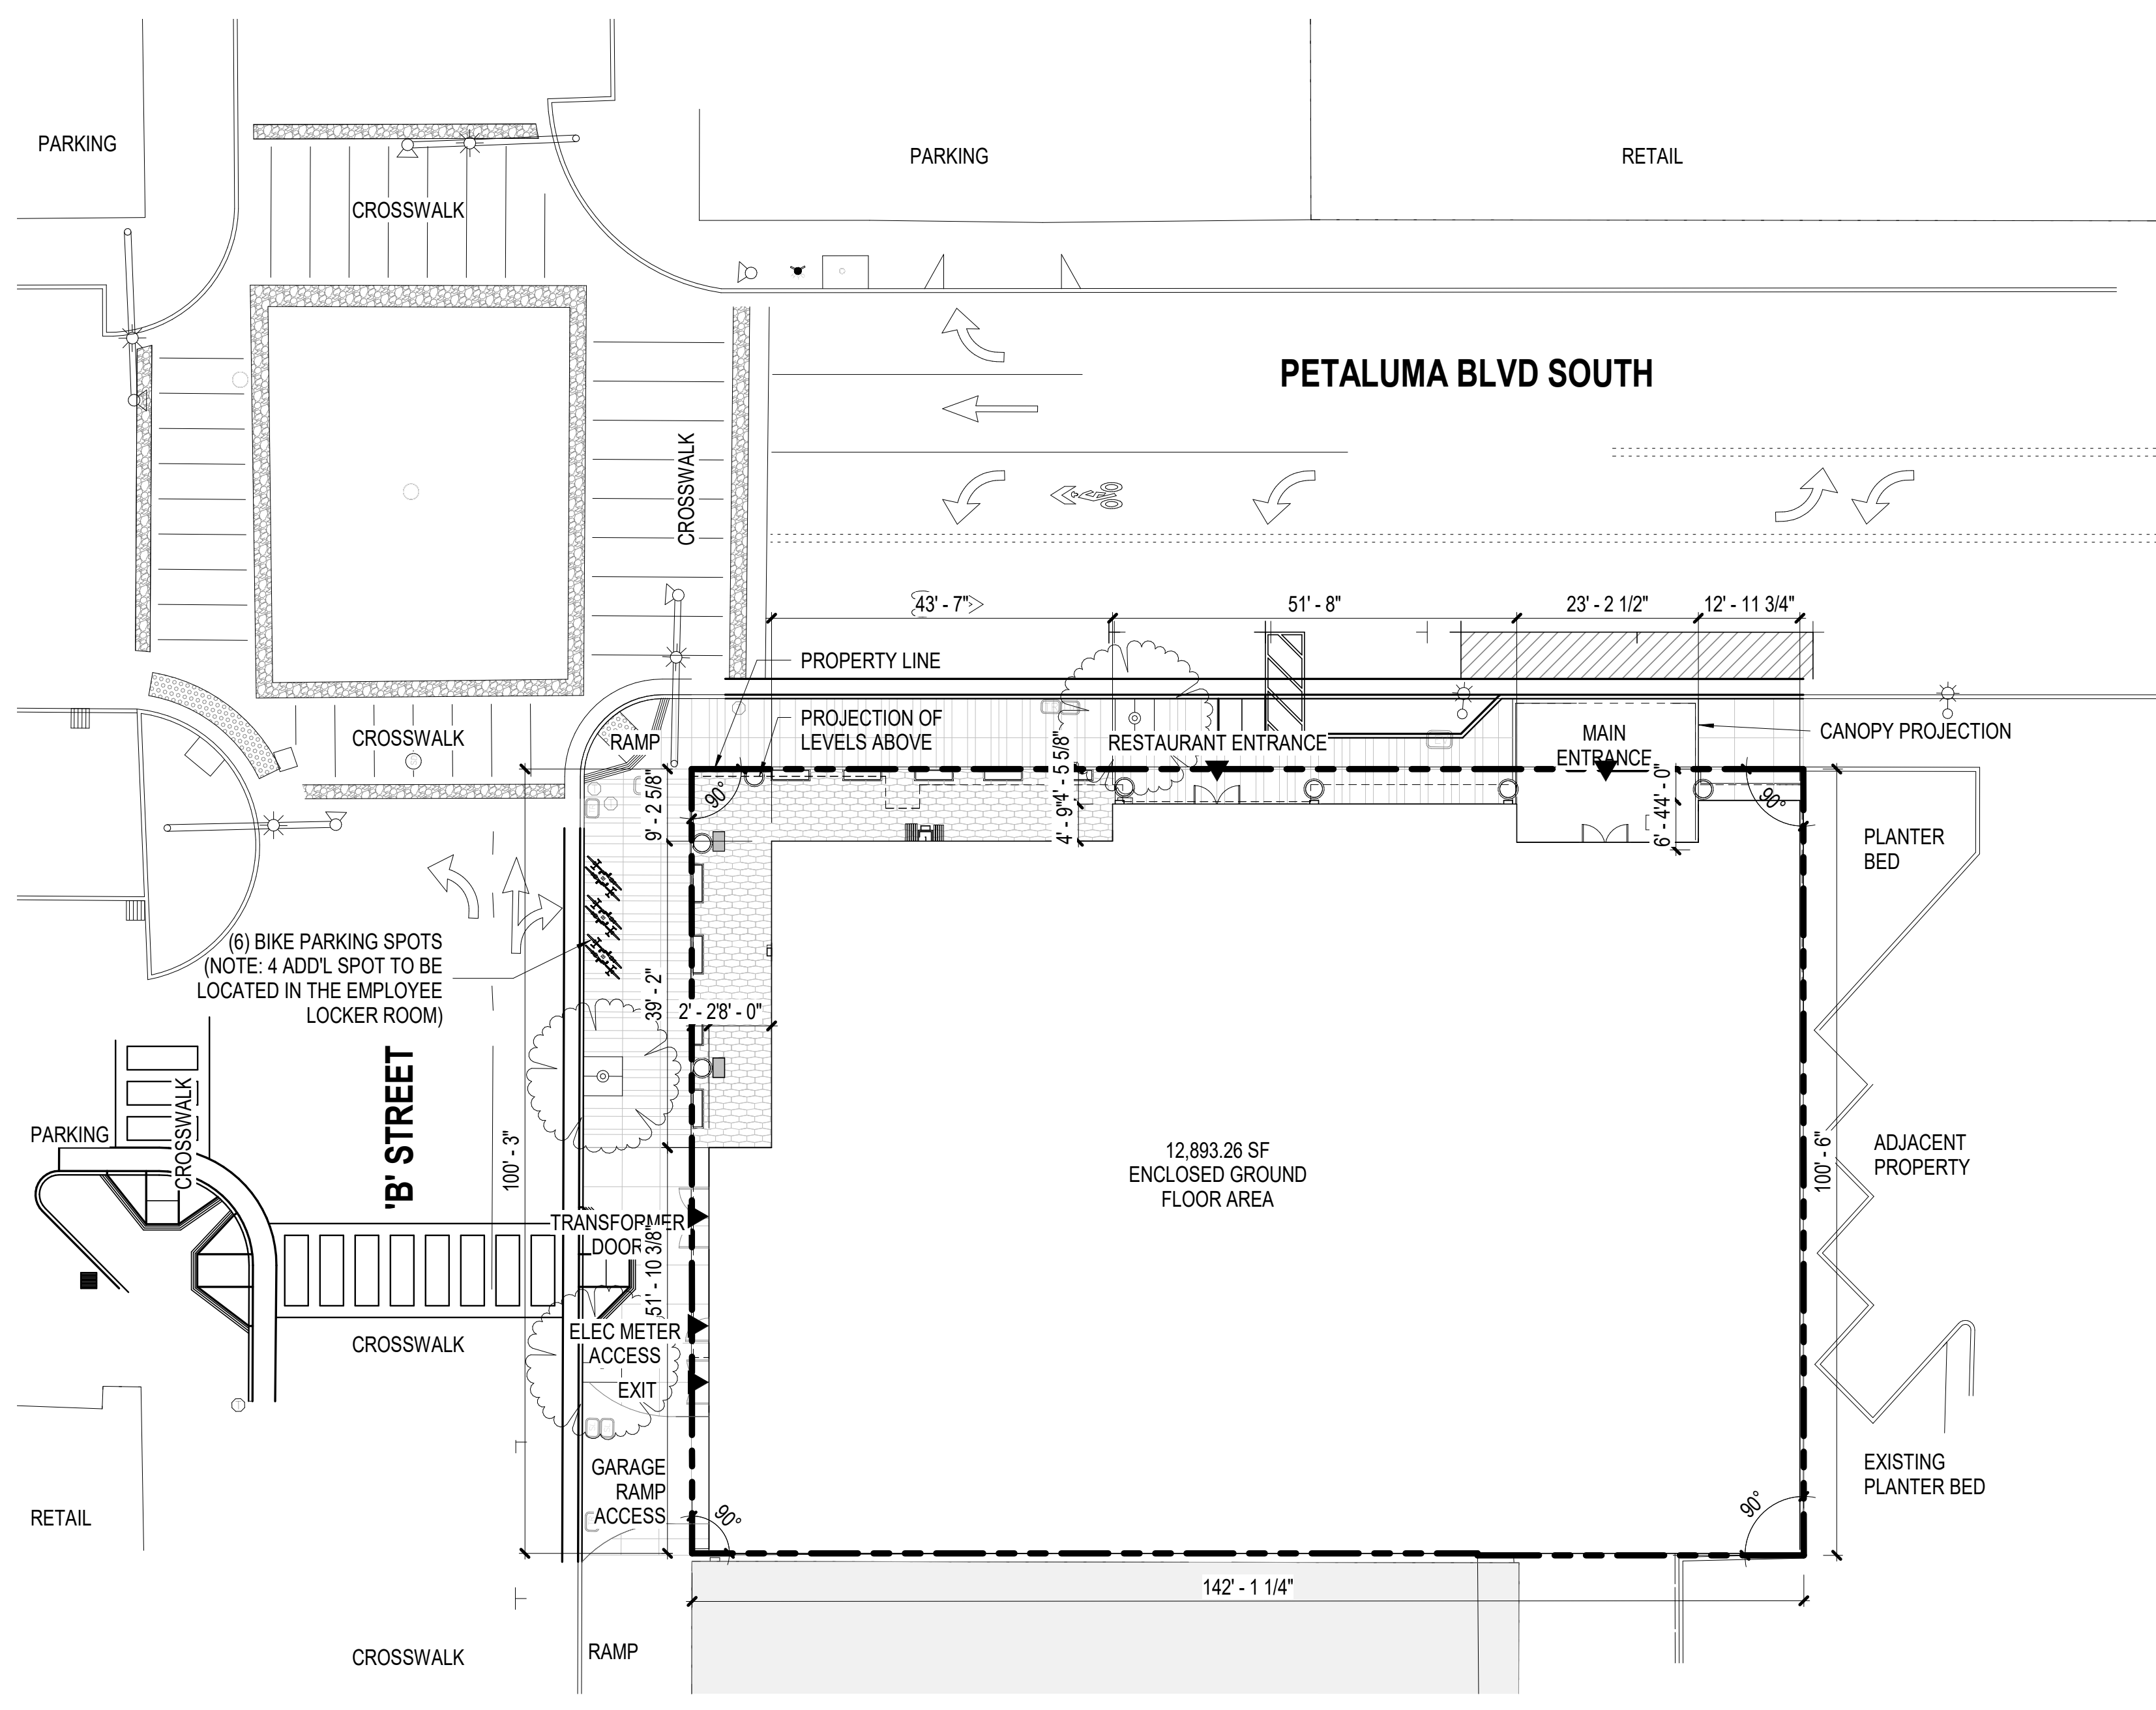 PARKING
PARKING
RETAIL
CROSSWALK
PETALUMA BLVD SOUTH
CROSSWALK
43' - 7"
51' - 8"
23' - 2 1/2"
12' - 11 3/4"
PROPERTY LINE
PROJECTION OF
LEVELS ABOVE
CROSSWALK
RAMP
RESTAURANT ENTRANCE
MAIN
ENTRANCE
CANOPY PROJECTION
9' - 2 5/8"
90°
4' - 9"
4' - 5 5/8"
6' - 4"
4' - 0"
90°
PLANTER
BED
(6) BIKE PARKING SPOTS
(NOTE: 4 ADD'L SPOT TO BE
LOCATED IN THE EMPLOYEE
LOCKER ROOM)
39' - 2"
2' - 2"
8' - 0"
'B' STREET
PARKING
CROSSWALK
100' - 3"
12,893.26 SF
ENCLOSED GROUND
FLOOR AREA
100' - 6"
ADJACENT
PROPERTY
TRANSFORMER
DOOR
51' - 10 3/8"
ELEC METER
ACCESS
CROSSWALK
EXIT
GARAGE
RAMP
ACCESS
RETAIL
90°
90°
EXISTING
PLANTER BED
142' - 1 1/4"
CROSSWALK
RAMP